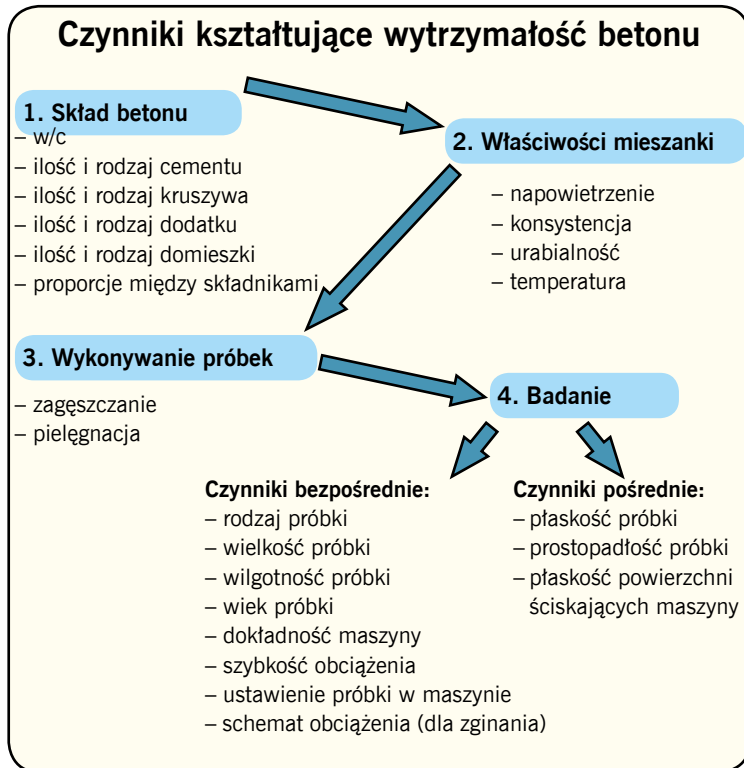 Czynniki kształtujące wytrzymałość betonu
1. Skład betonu
– w/c
– ilość i rodzaj cementu
– ilość i rodzaj kruszywa
– ilość i rodzaj dodatku
– ilość i rodzaj domieszki
– proporcje między składnikami
2. Właściwości mieszanki
– napowietrzenie
– konsystencja
– urabialność
– temperatura
3. Wykonywanie próbek
– zagęszczanie
– pielęgnacja
4. Badanie
Czynniki bezpośrednie:
– rodzaj próbki
– wielkość próbki
– wilgotność próbki
– wiek próbki
– dokładność maszyny
– szybkość obciążenia
– ustawienie próbki w maszynie
– schemat obciążenia (dla zginania)
Czynniki pośrednie:
– płaskość próbki
– prostopadłość próbki
– płaskość powierzchni
ściskających maszyny